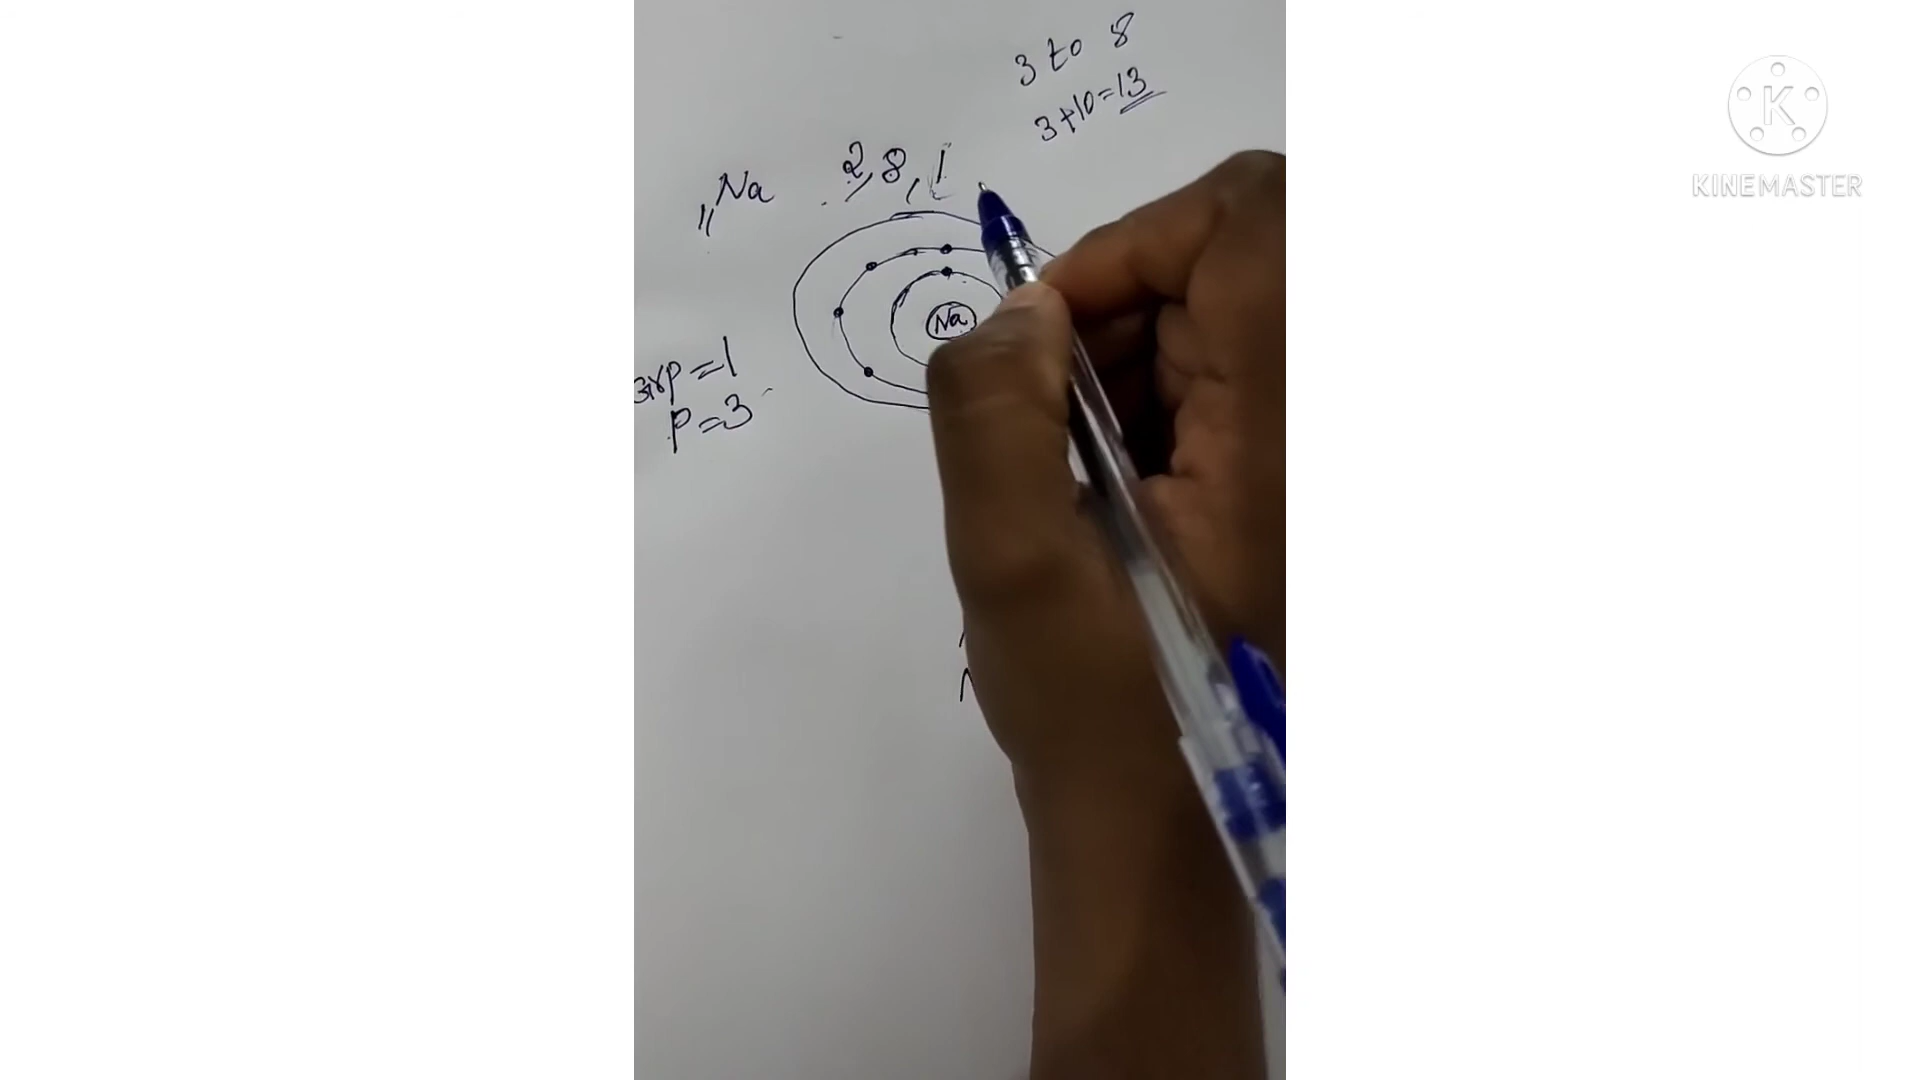 3 to 8
3+10=13
11Na 2,8,1
Na
Grp =1
P=3
K
KINEMASTER